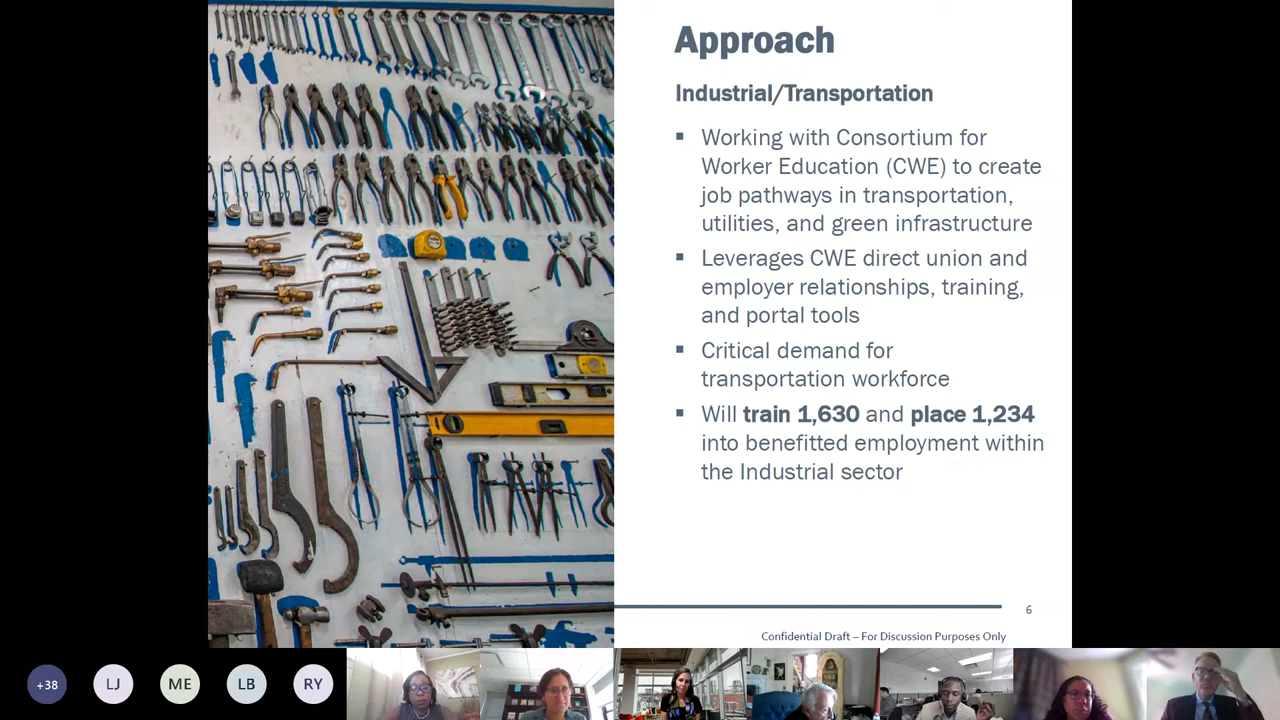 Approach
Industrial/Transportation
▪ Working with Consortium for
Worker Education (CWE) to create
job pathways in transportation,
utilities, and green infrastructure
▪ Leverages CWE direct union and
employer relationships, training,
and portal tools
▪ Critical demand for
transportation workforce
▪ Will train 1,630 and place 1,234
into benefitted employment within
the Industrial sector
6
Confidential Draft – For Discussion Purposes Only
+38 LJ ME LB RY